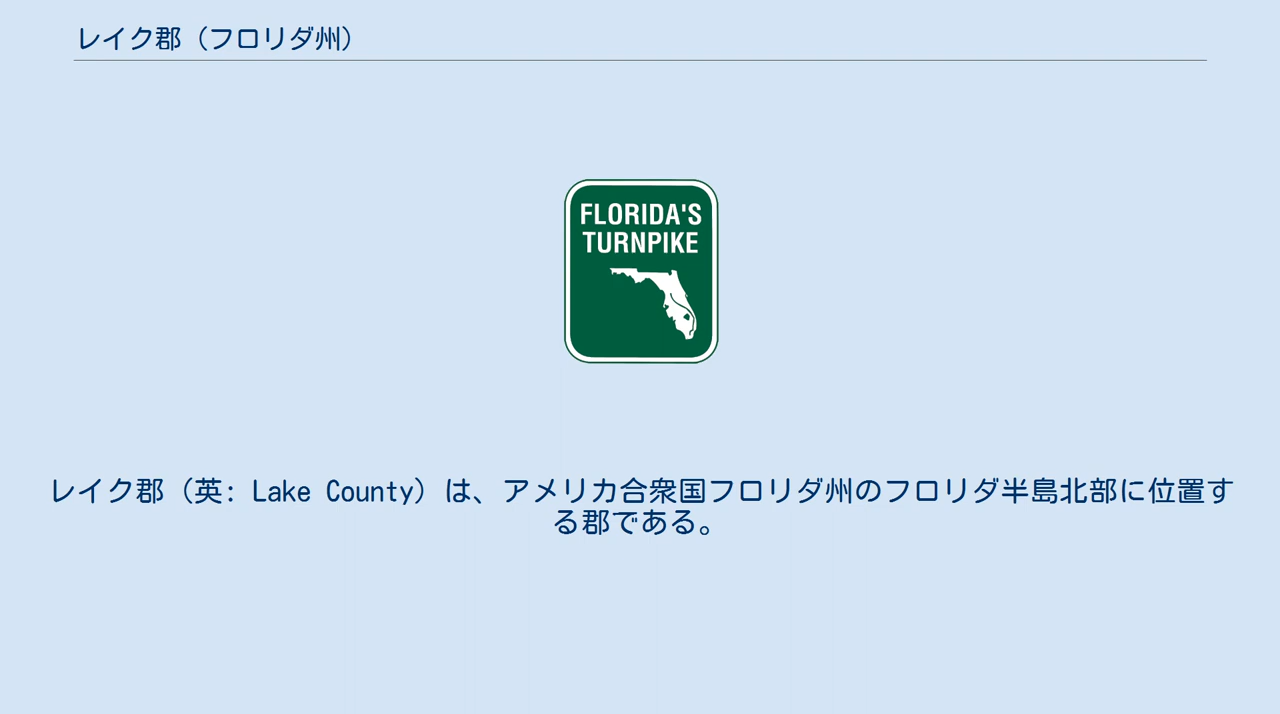 レイク郡（フロリダ州）
FLORIDA'S
TURNPIKE
レイク郡（英: Lake County）は、アメリカ合衆国フロリダ州のフロリダ半島北部に位置す
る郡である。